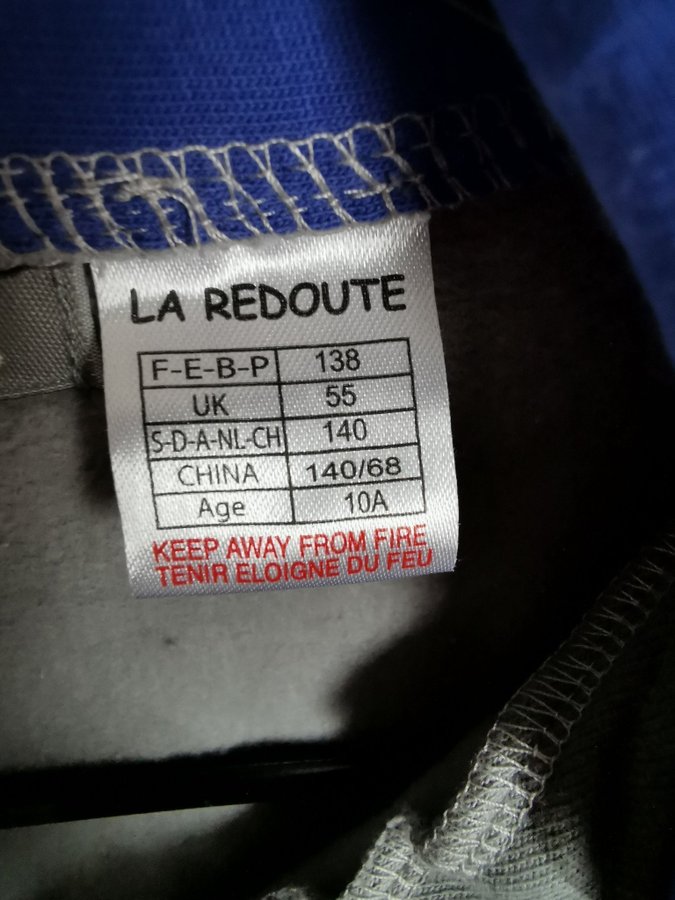 LA REDOUTE
F-E-B-P 138
UK 55
S-D-A-NL-CH 140
CHINA 140/68
Age 10A
KEEP AWAY FROM FIRE
TENIR ELOIGNE DU FEU